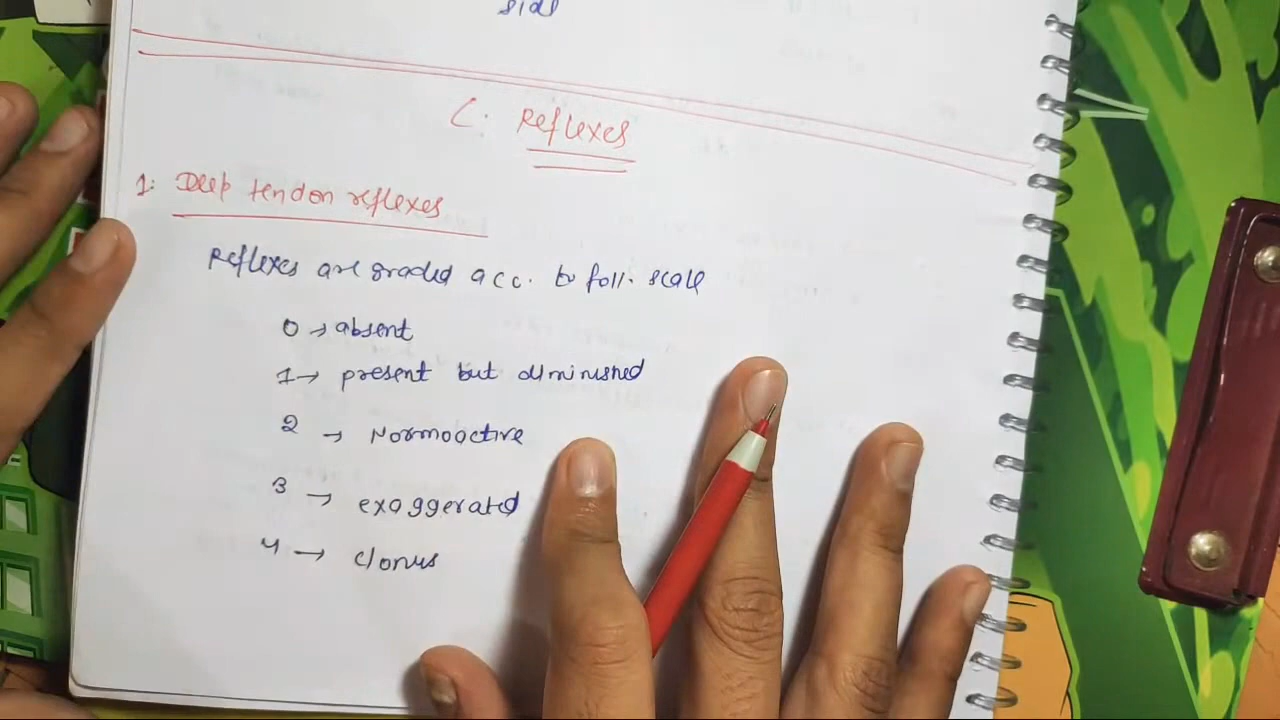 side
C. Reflexes
1: Deep tendon reflexes
Reflexes are graded acc. to foll. scale
0 → absent
1 → present but diminished
2 → Normoactive
3 → exaggerated
4 → clonus